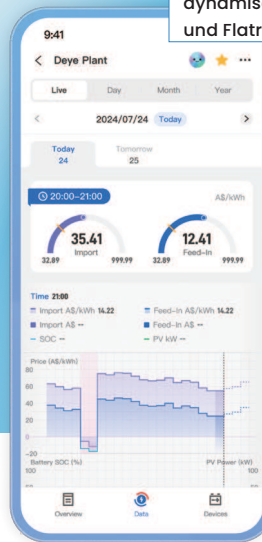 dynamis
und Flatr
9:41
Deye Plant
Live Day Month Year
2024/07/24 Today
Today Tomorrow
24 25
20:00-21:00 A$/kWh
35.41 12.41
Import Feed-In
32.89 999.99 32.89 999.99
Time 21:00
Import A$/kWh 14.22 Feed-In A$/kWh 14.22
Import A$ -- Feed-In A$ --
SOC -- PV kW --
Price (A$/kWh)
80
60
40
20
0
-20
Battery SOC (%) PV Power (kW)
100 100
Overview Data Devices